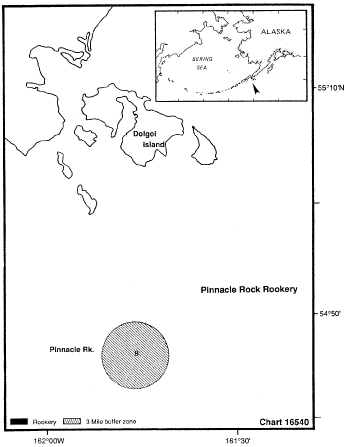 ALASKA
BERING
SEA
55°10'N
Dolgoi
Island
Pinnacle Rock Rookery
54°50'
Pinnacle Rk.
Rookery
3 Mile buffer zone
Chart 16540
162°00W
161°30'